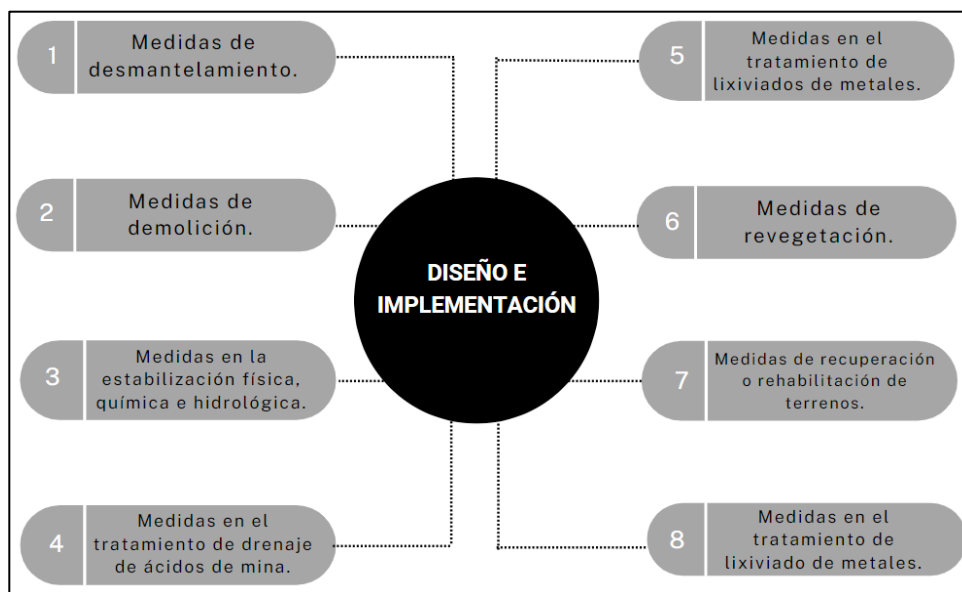 1
Medidas de
desmantelamiento.
2
Medidas de
demolición.
3
Medidas en la
estabilización física,
química e hidrológica.
4
Medidas en el
tratamiento de drenaje
de ácidos de mina.
DISEÑO E
IMPLEMENTACIÓN
5
Medidas en el
tratamiento de
lixiviados de metales.
6
Medidas de
revegetación.
7
Medidas de recuperación
o rehabilitación de
terrenos.
8
Medidas en el
tratamiento de
lixiviado de metales.